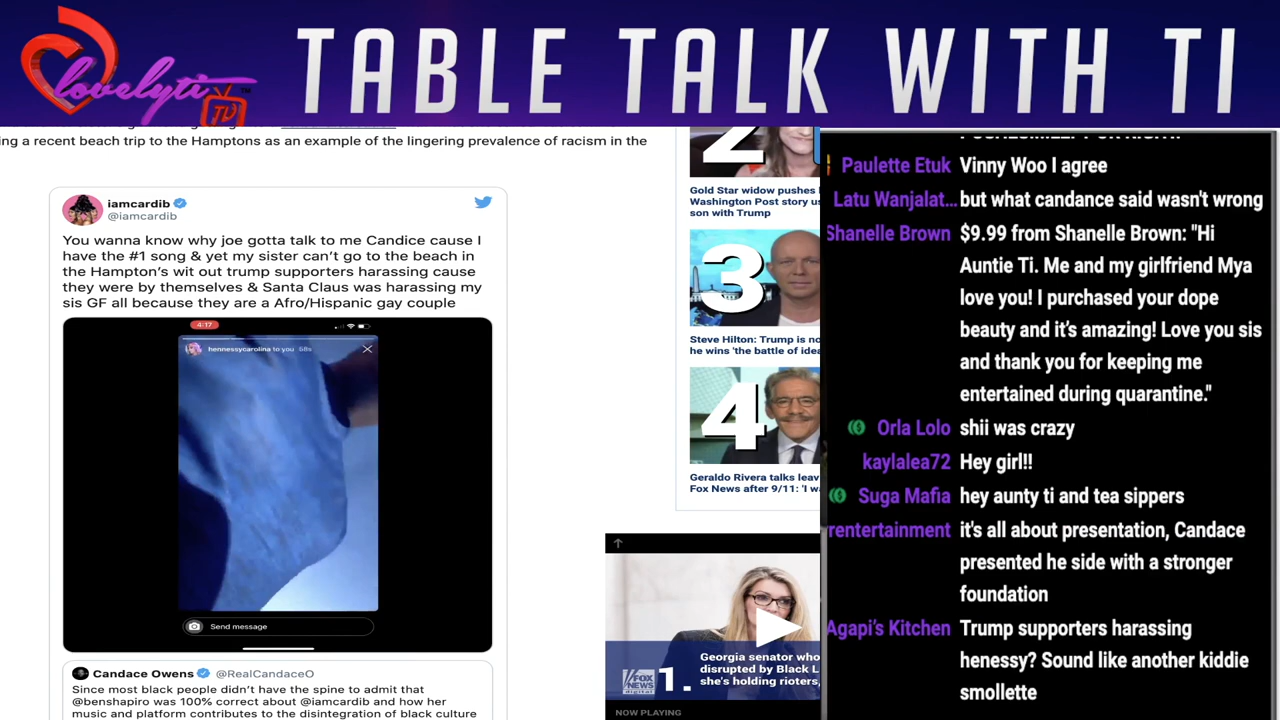 lovelyti TV TM
TABLE TALK WITH TI
ing a recent beach trip to the Hamptons as an example of the lingering prevalence of racism in the
iamcardib
@iamcardib
You wanna know why joe gotta talk to me Candice cause I
have the #1 song & yet my sister can’t go to the beach in
the Hampton’s wit out trump supporters harassing cause
they were by themselves & Santa Claus was harassing my
sis GF all because they are a Afro/Hispanic gay couple
4:17
hennessycarolina to you 58s
Send message
Candace Owens @RealCandaceO
Since most black people didn’t have the spine to admit that
@benshapiro was 100% correct about @iamcardib and how her
music and platform contributes to the disintegration of black culture
2
Gold Star widow pushes
Washington Post story us
son with Trump
3
Steve Hilton: Trump is no
he wins 'the battle of idea
4
Geraldo Rivera talks leav
Fox News after 9/11: 'I w
Georgia senator who
disrupted by Black L
she's holding rioters,
FOX NEWS digital
1.
NOW PLAYING
Paulette Etuk Vinny Woo I agree
Latu Wanjalat... but what candance said wasn't wrong
Shanelle Brown $9.99 from Shanelle Brown: "Hi
Auntie Ti. Me and my girlfriend Mya
love you! I purchased your dope
beauty and it's amazing! Love you sis
and thank you for keeping me
entertained during quarantine."
Orla Lolo shii was crazy
kaylalea72 Hey girl!!
Suga Mafia hey aunty ti and tea sippers
rentertainment it's all about presentation, Candace
presented he side with a stronger
foundation
Agapi's Kitchen Trump supporters harassing
henessy? Sound like another kiddie
smollette